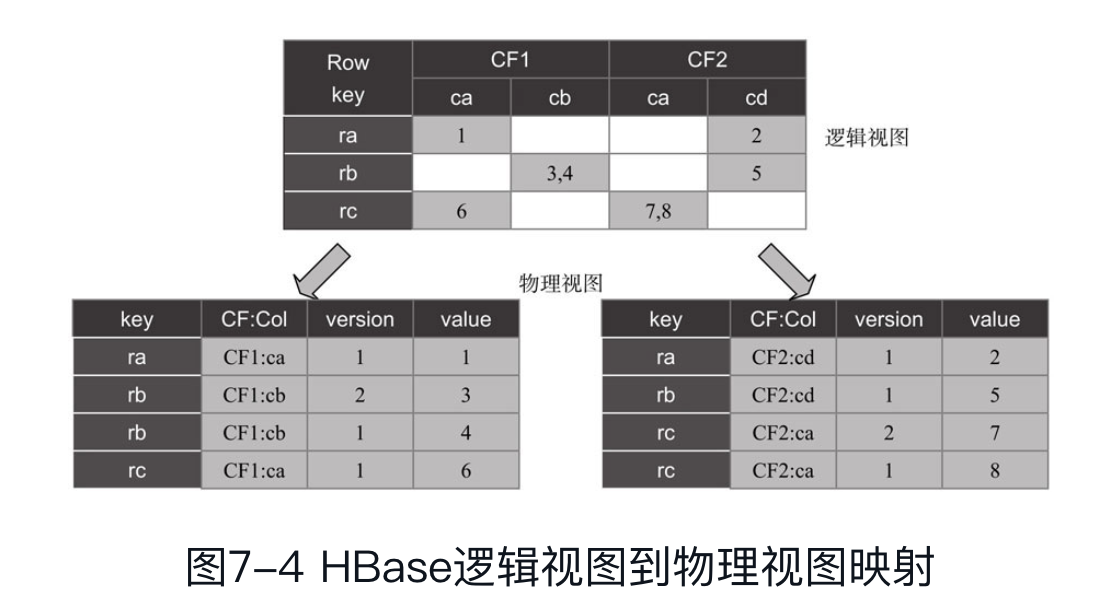 Row key CF1 CF2
ca cb ca cd
ra 1 2
rb 3,4 5
rc 6 7,8
逻辑视图
物理视图
key CF:Col version value
ra CF1:ca 1 1
rb CF1:cb 2 3
rb CF1:cb 1 4
rc CF1:ca 1 6
key CF:Col version value
ra CF2:cd 1 2
rb CF2:cd 1 5
rc CF2:ca 2 7
rc CF2:ca 1 8
图7–4 HBase逻辑视图到物理视图映射